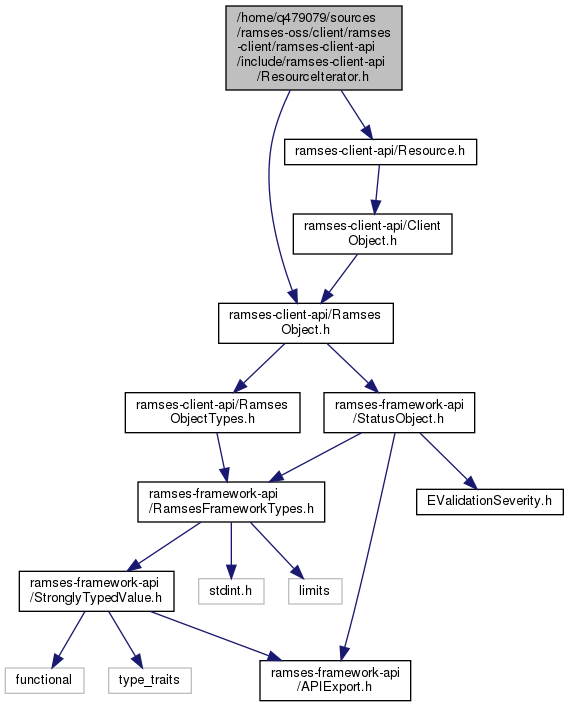 /home/q479079/sources
/ramses-oss/client/ramses
-client/ramses-client-api
/include/ramses-client-api
/ResourceIterator.h
ramses-client-api/Resource.h
ramses-client-api/Client
Object.h
ramses-client-api/Ramses
Object.h
ramses-client-api/Ramses
ObjectTypes.h
ramses-framework-api
/StatusObject.h
ramses-framework-api
/RamsesFrameworkTypes.h
EValidationSeverity.h
ramses-framework-api
/StronglyTypedValue.h
stdint.h
limits
functional
type_traits
ramses-framework-api
/APIExport.h